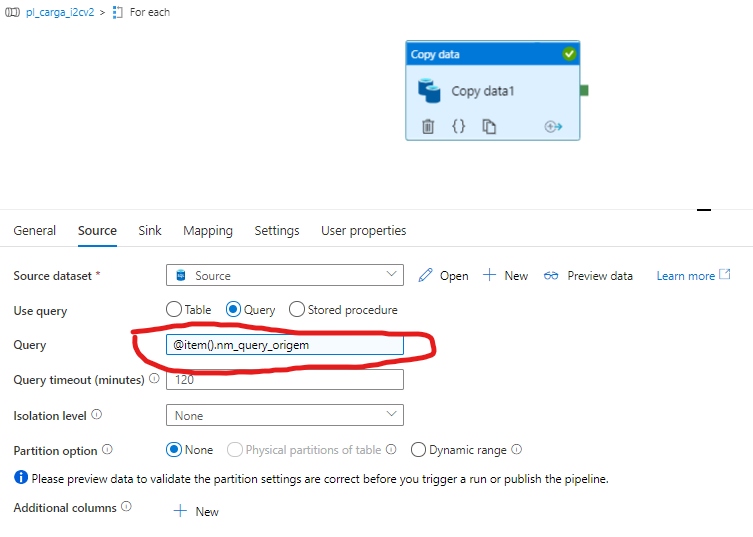 pl_carga_i2cv2 > For each
Copy data
Copy data1
{}
General Source Sink Mapping Settings User properties
Source dataset * Source Open New Preview data Learn more
Use query Table Query Stored procedure
Query @item().nm_query_origem
Query timeout (minutes) 120
Isolation level None
Partition option None Physical partitions of table Dynamic range
Please preview data to validate the partition settings are correct before you trigger a run or publish the pipeline.
Additional columns New